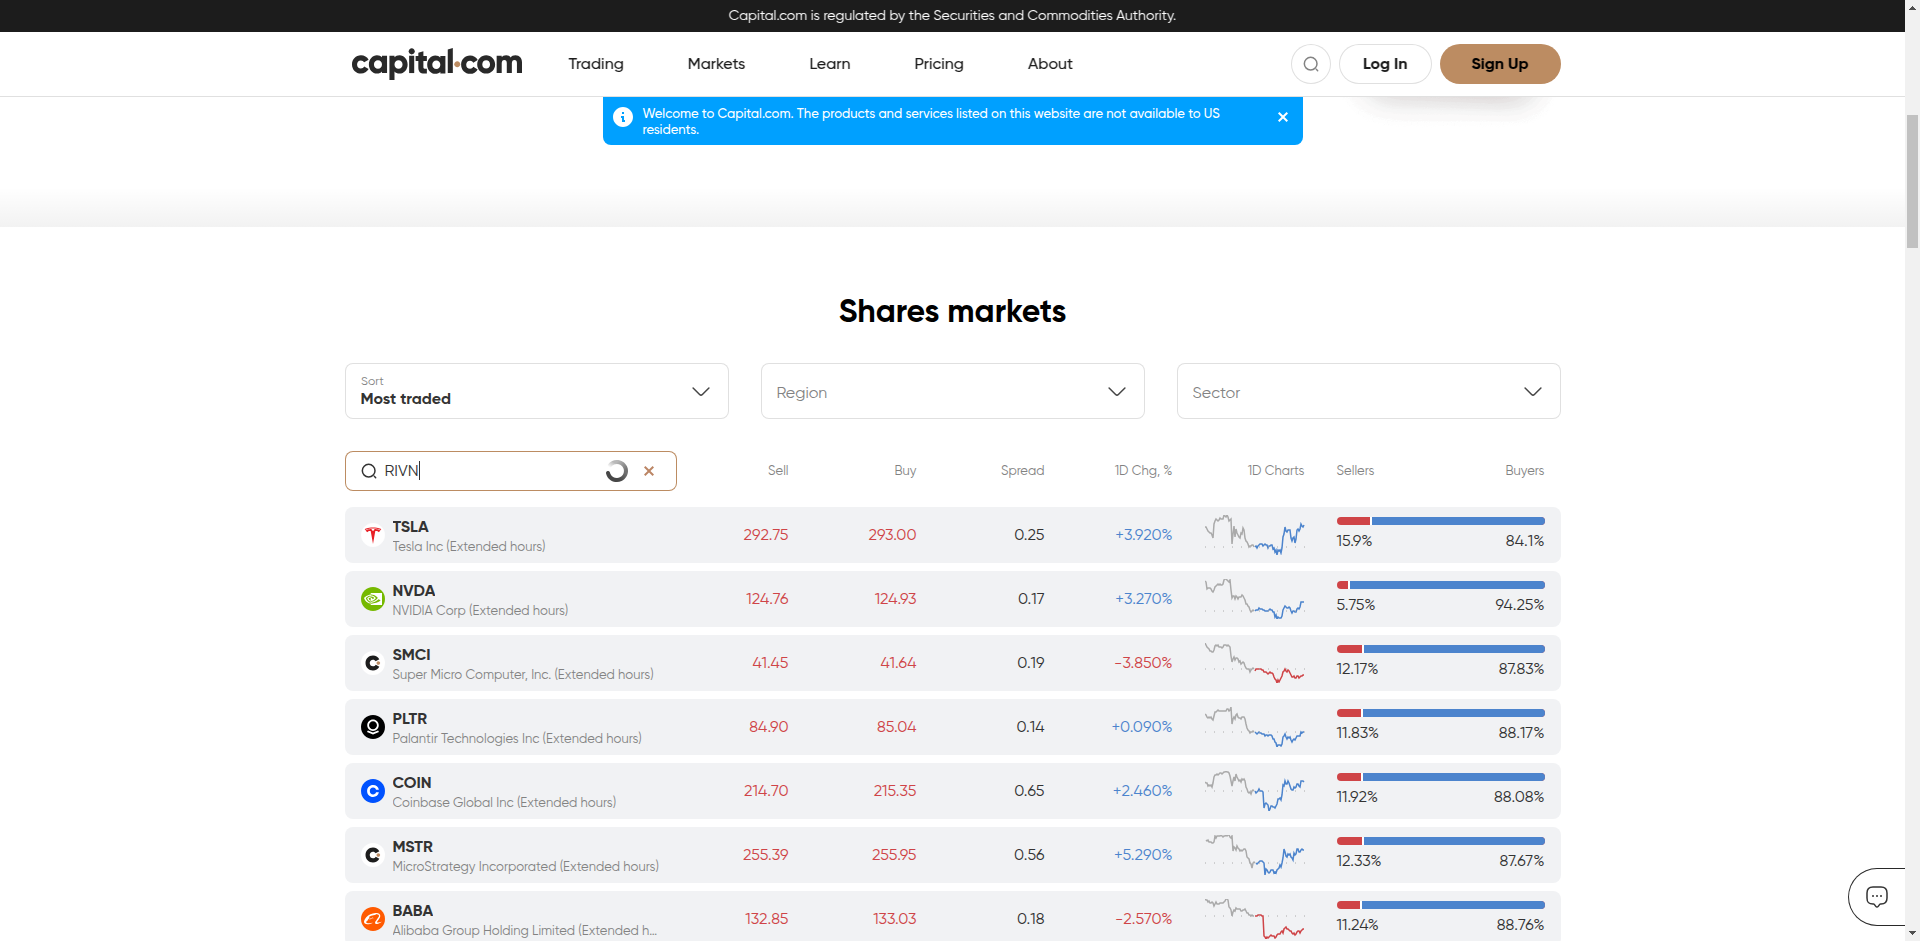 Capital.com is regulated by the Securities and Commodities Authority.
capital.com Trading Markets Learn Pricing About Log In Sign Up
Welcome to Capital.com. The products and services listed on this website are not available to US
residents.
Shares markets
Sort
Most traded
Region
Sector
RIVN Sell Buy Spread 1D Chg, % 1D Charts Sellers Buyers
TSLA
Tesla Inc (Extended hours)
292.75 293.00 0.25 +3.920% 15.9% 84.1%
NVDA
NVIDIA Corp (Extended hours)
124.76 124.93 0.17 +3.270% 5.75% 94.25%
SMCI
Super Micro Computer, Inc. (Extended hours)
41.45 41.64 0.19 -3.850% 12.17% 87.83%
PLTR
Palantir Technologies Inc (Extended hours)
84.90 85.04 0.14 +0.090% 11.83% 88.17%
COIN
Coinbase Global Inc (Extended hours)
214.70 215.35 0.65 +2.460% 11.92% 88.08%
MSTR
MicroStrategy Incorporated (Extended hours)
255.39 255.95 0.56 +5.290% 12.33% 87.67%
BABA
Alibaba Group Holding Limited (Extended h...
132.85 133.03 0.18 -2.570% 11.24% 88.76%